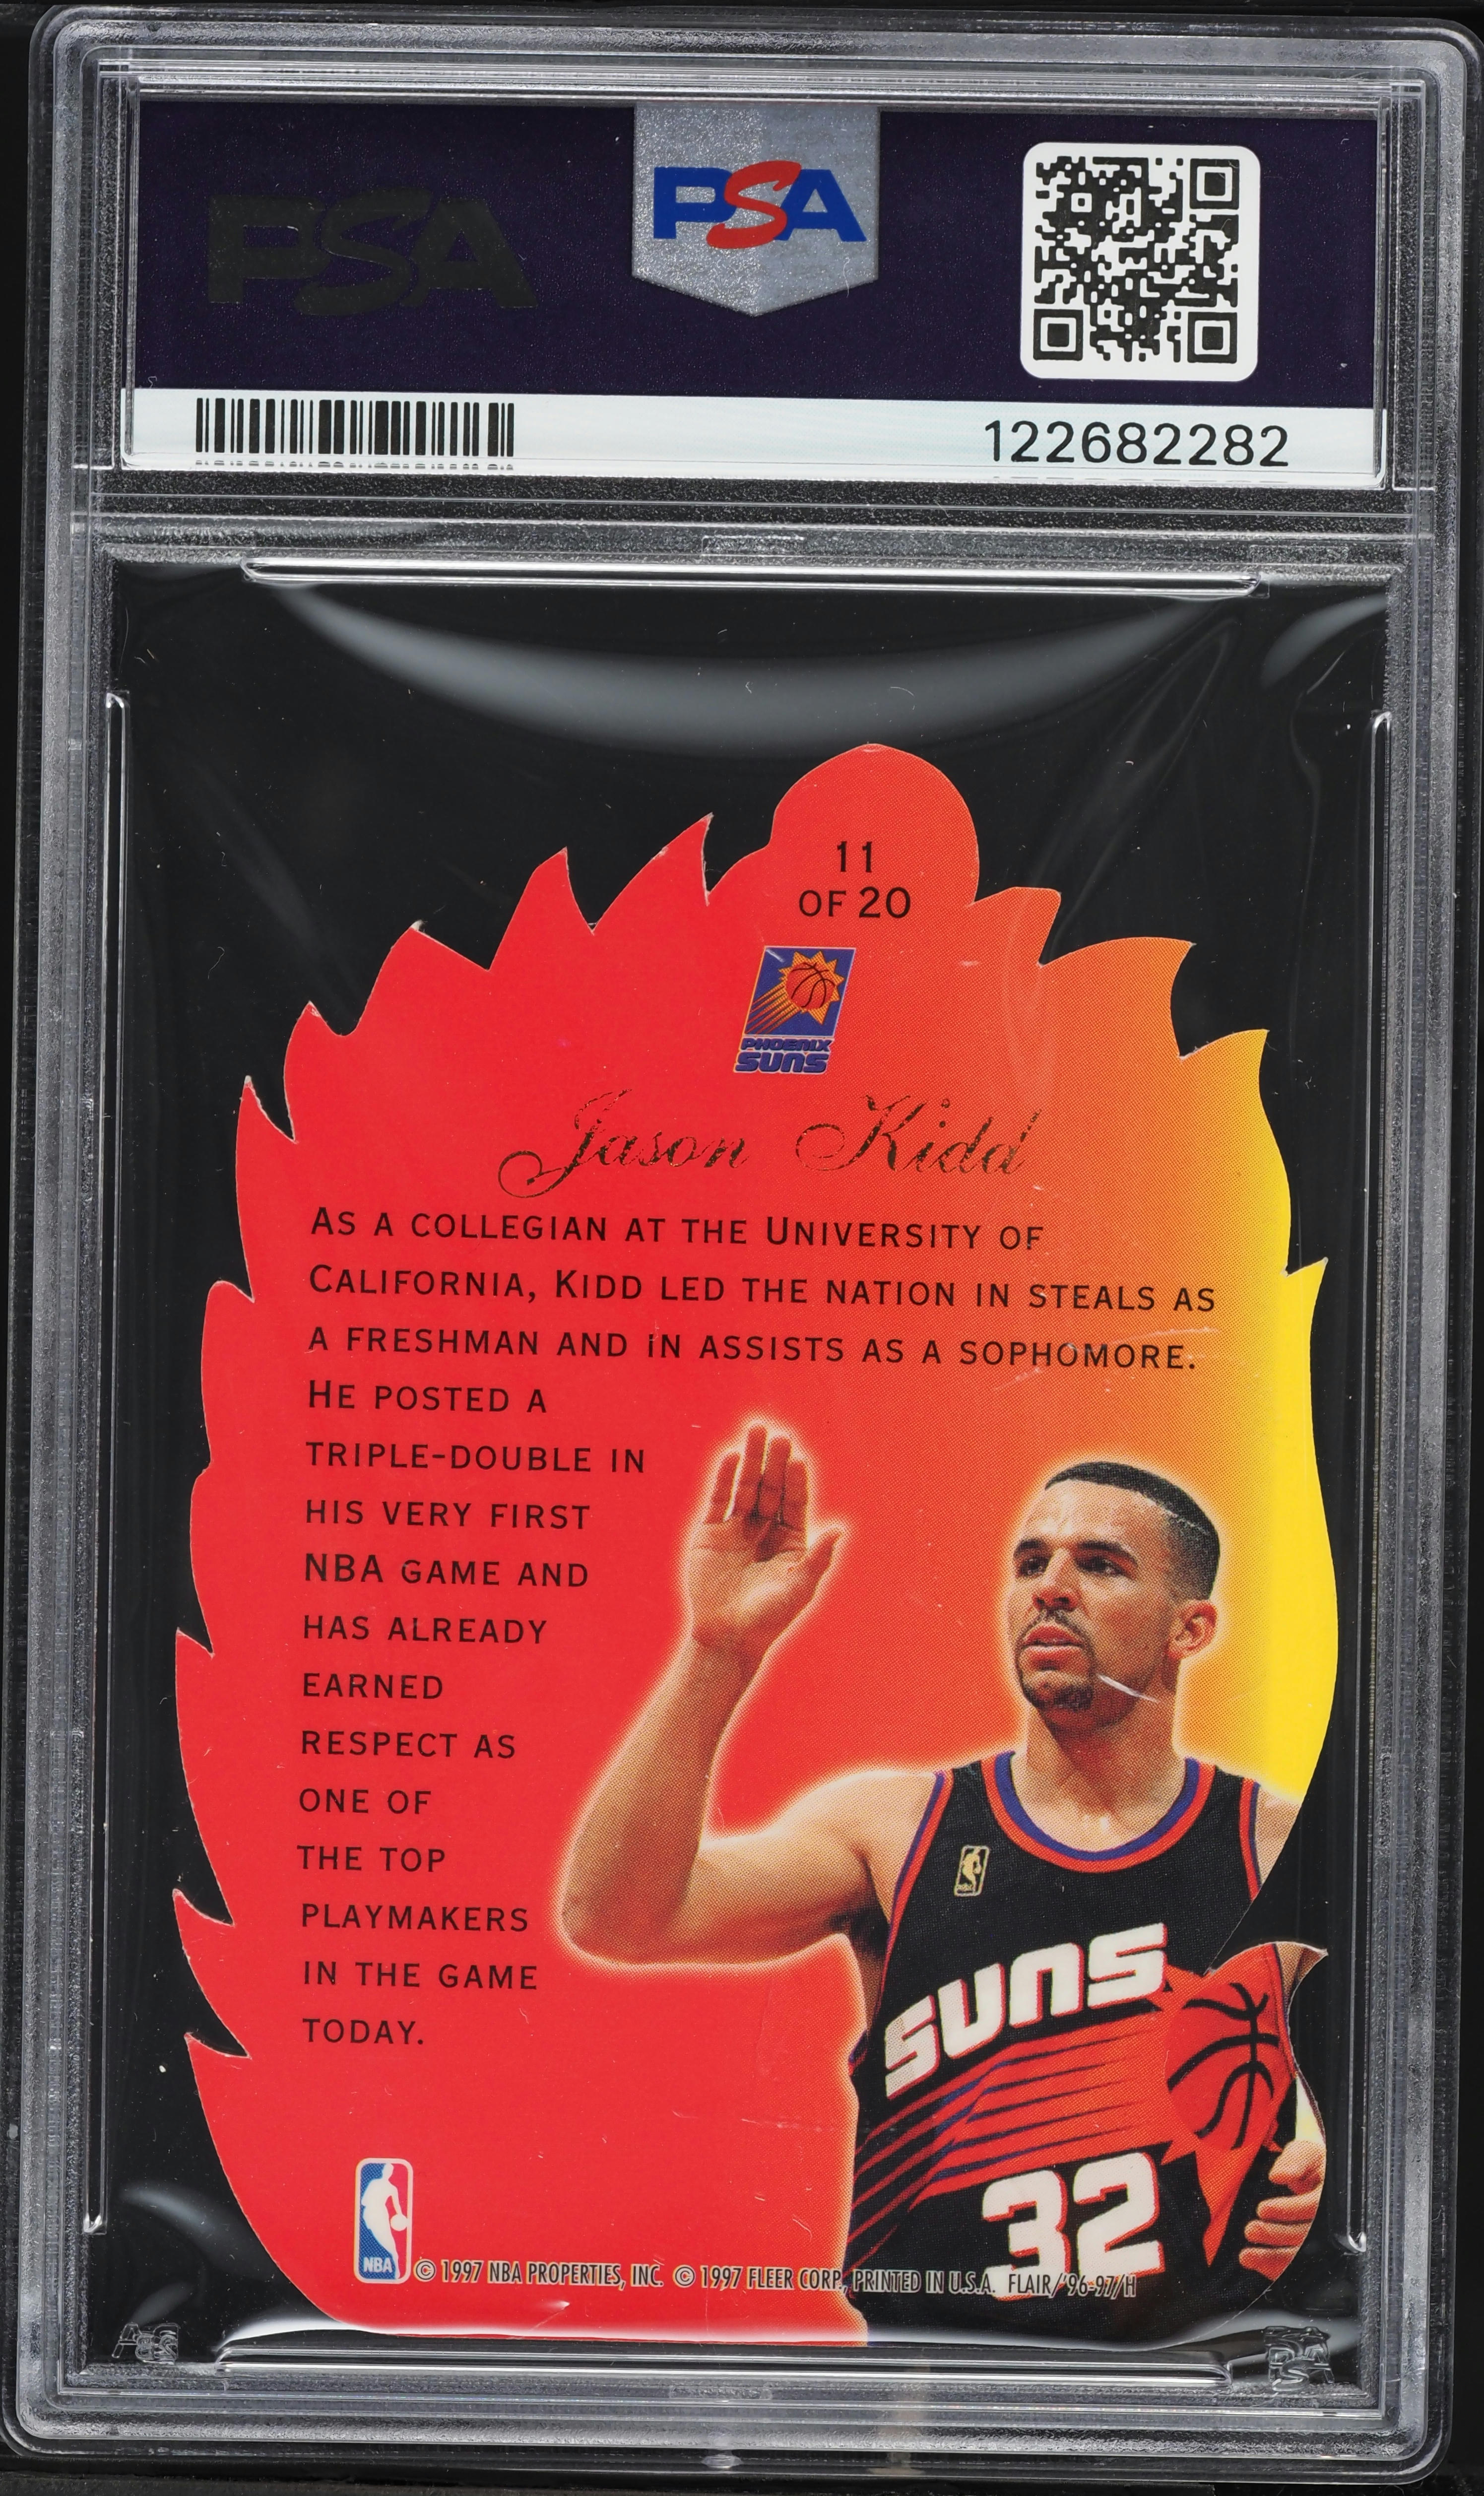 PSA
PSA
122682282
11
OF 20
PHOENIX
SUNS
Jason Kidd
AS A COLLEGIAN AT THE UNIVERSITY OF
CALIFORNIA, KIDD LED THE NATION IN STEALS AS
A FRESHMAN AND iN ASSISTS AS A SOPHOMORE.
HE POSTED A
TRIPLE-DOUBLE IN
HIS VERY FIRST
NBA GAME AND
HAS ALREADY
EARNED
RESPECT AS
ONE OF
THE TOP
PLAYMAKERS
IN THE GAME
TODAY.
SUNS
32
NBA
© 1997 NBA PROPERTIES, INC. © 1997 FLEER CORP. PRINTED IN U.S.A. FLAIR/'96-97/H
PSA